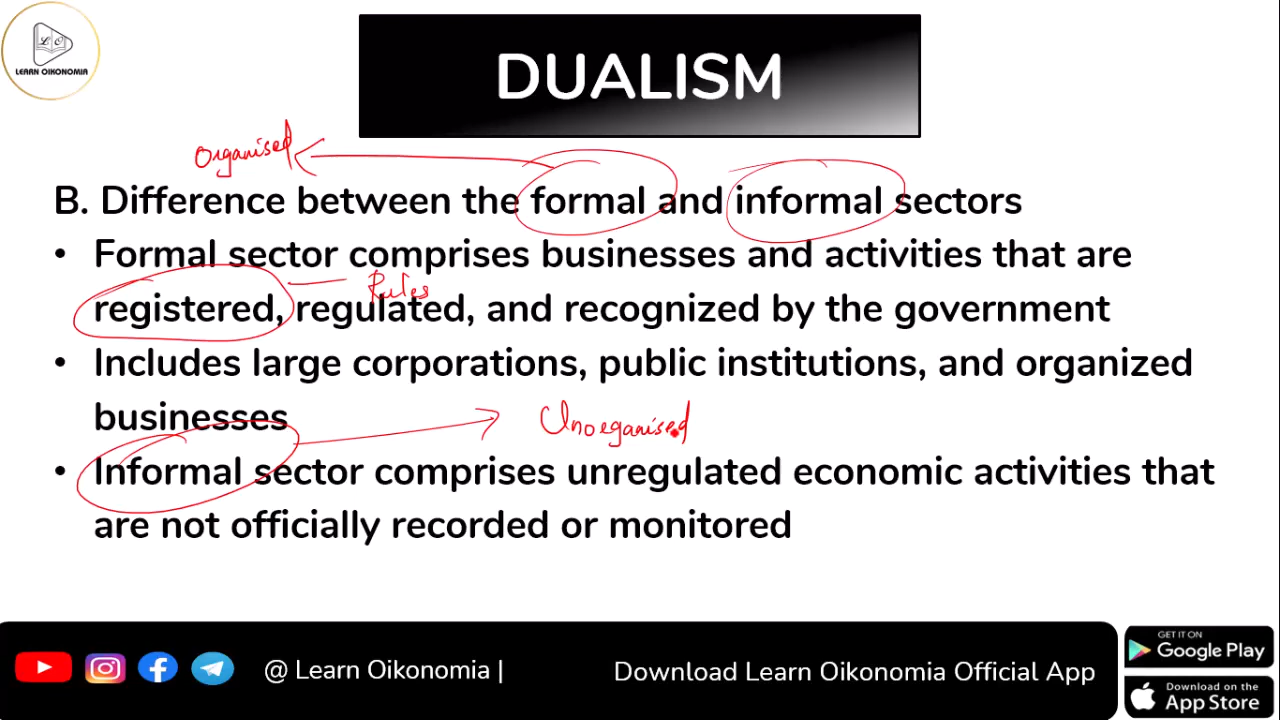 LO
LEARN OIKONOMIA
DUALISM
Organised
B. Difference between the formal and informal sectors
• Formal sector comprises businesses and activities that are
Rules
registered, regulated, and recognized by the government
• Includes large corporations, public institutions, and organized
businesses
Unorganised
• Informal sector comprises unregulated economic activities that
are not officially recorded or monitored
@ Learn Oikonomia |
Download Learn Oikonomia Official App
GET IT ON
Google Play
Download on the
App Store